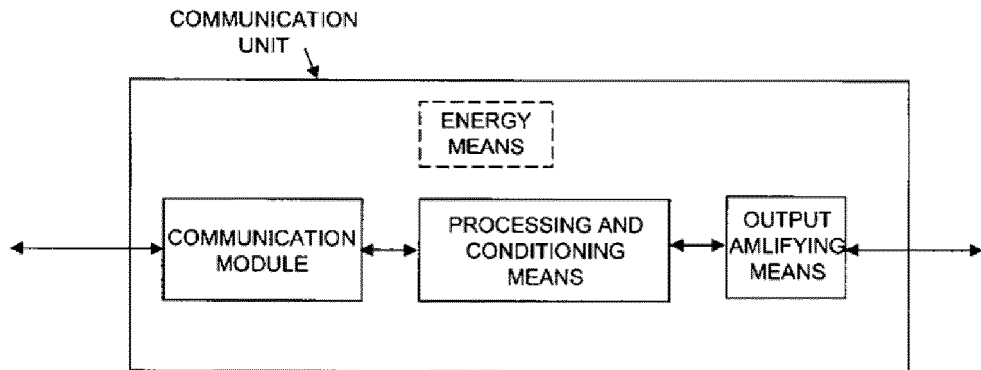 COMMUNICATION
UNIT
ENERGY
MEANS
COMMUNICATION
MODULE
PROCESSING AND
CONDITIONING
MEANS
OUTPUT
AMLIFYING
MEANS